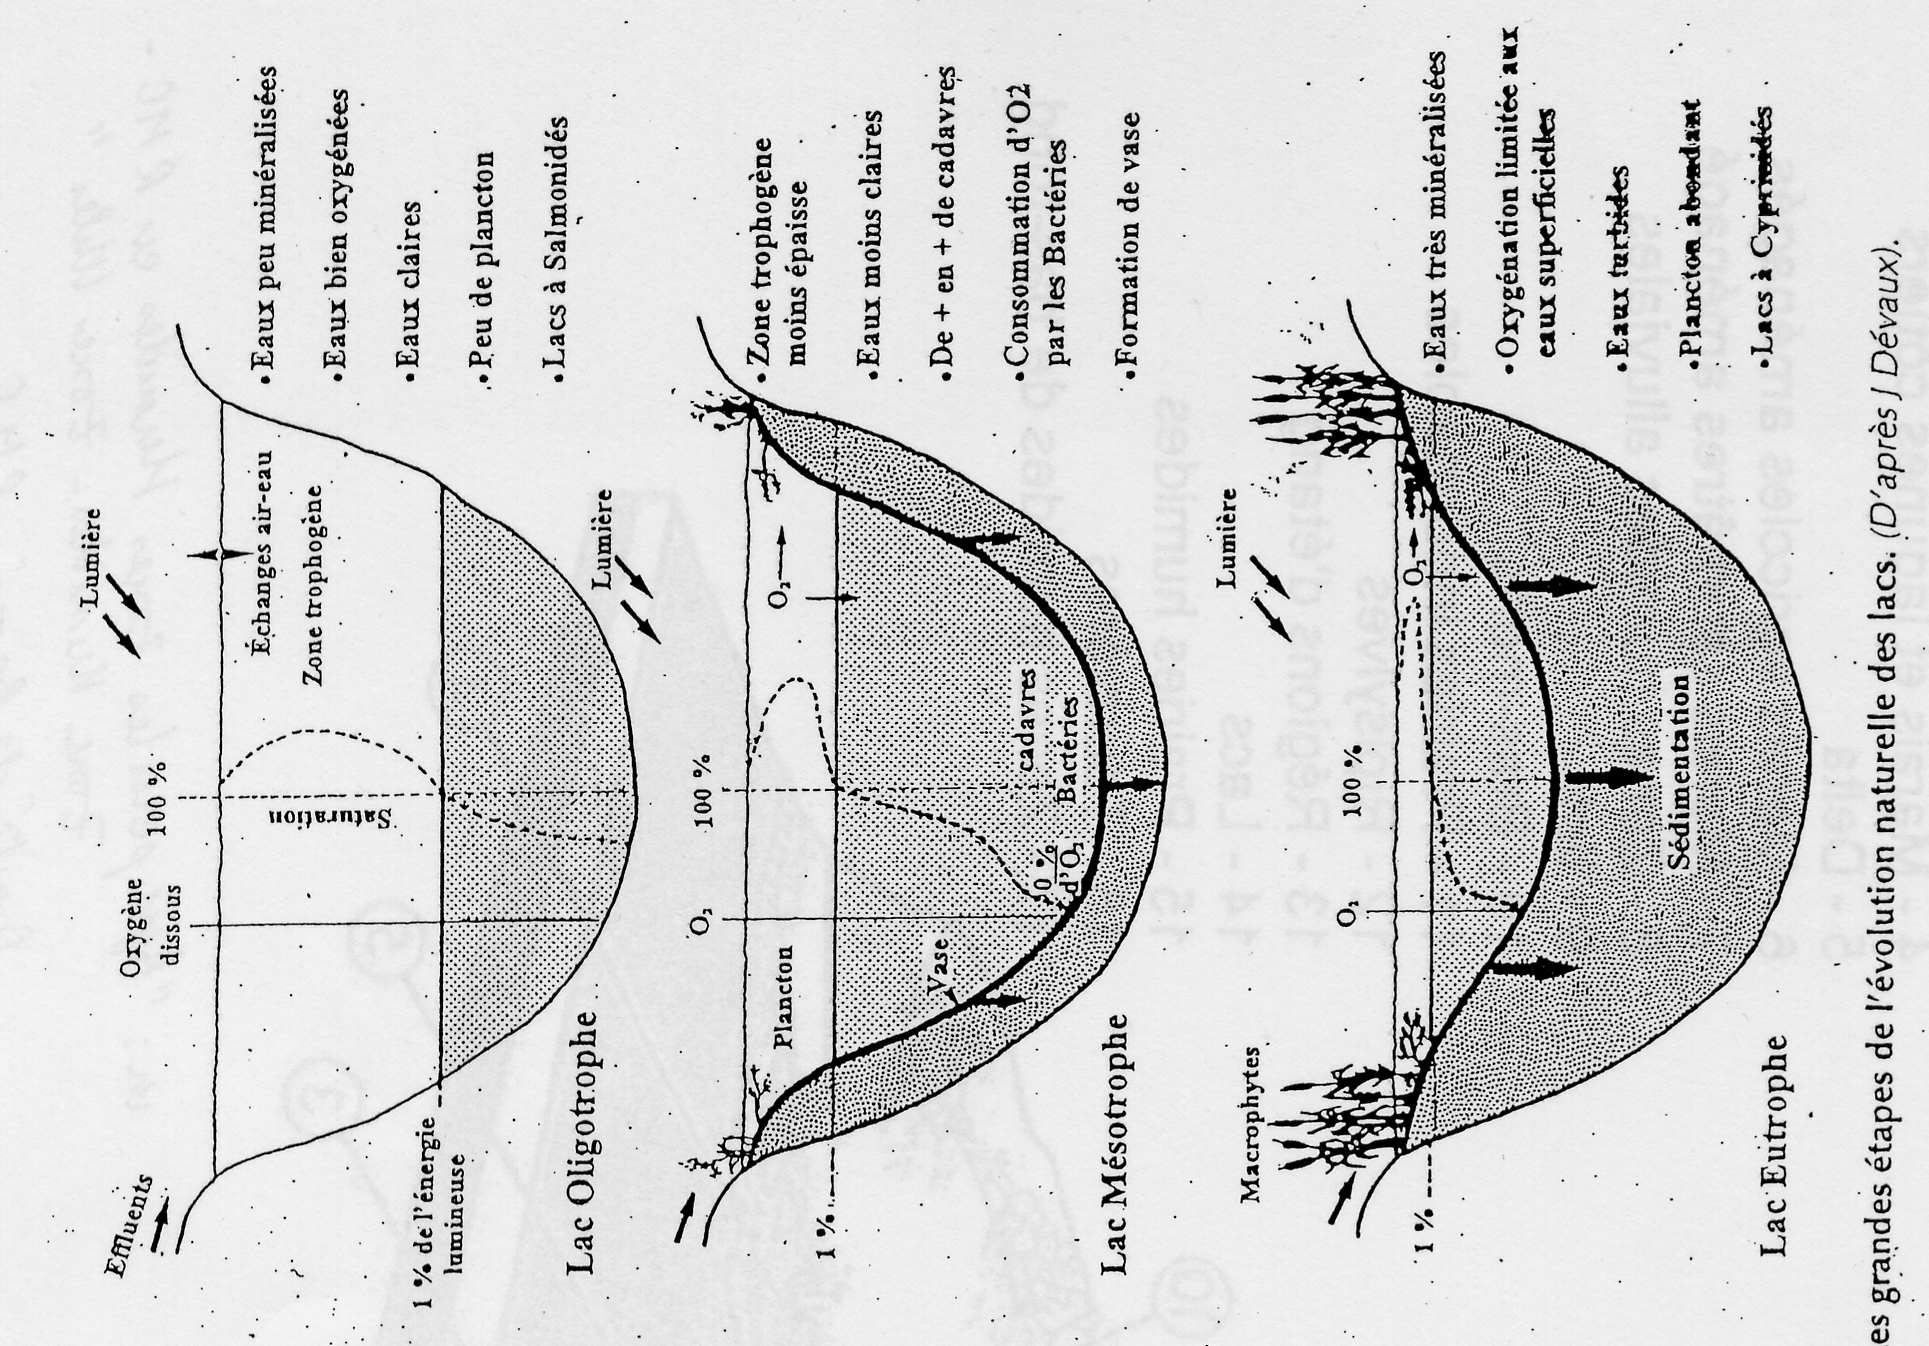 Effluents
Oxygène
dissous
100 %
Lumière
Échanges air-eau
Zone trophogène
Saturation
1 % de l'énergie
lumineuse
Lac Oligotrophe
• Eaux peu minéralisées
• Eaux bien oxygénées
• Eaux claires
• Peu de plancton
• Lacs à Salmonidés
O₂
100 %
Lumière
Plancton
O₂
1 %
Vase
0 %
d'O₂
cadavres
Bactéries
Lac Mésotrophe
• Zone trophogène
moins épaisse
• Eaux moins claires
• De + en + de cadavres
• Consommation d'O2
par les Bactéries
• Formation de vase
Macrophytes
O₂
100 %
Lumière
O₂
1 %
Sédimentation
Lac Eutrophe
• Eaux très minéralisées
• Oxygénation limitée aux
eaux superficielles
• Eaux turbides
• Plancton abondant
• Lacs à Cyprinidés
es grandes étapes de l'évolution naturelle des lacs. (D'après J Dévaux).